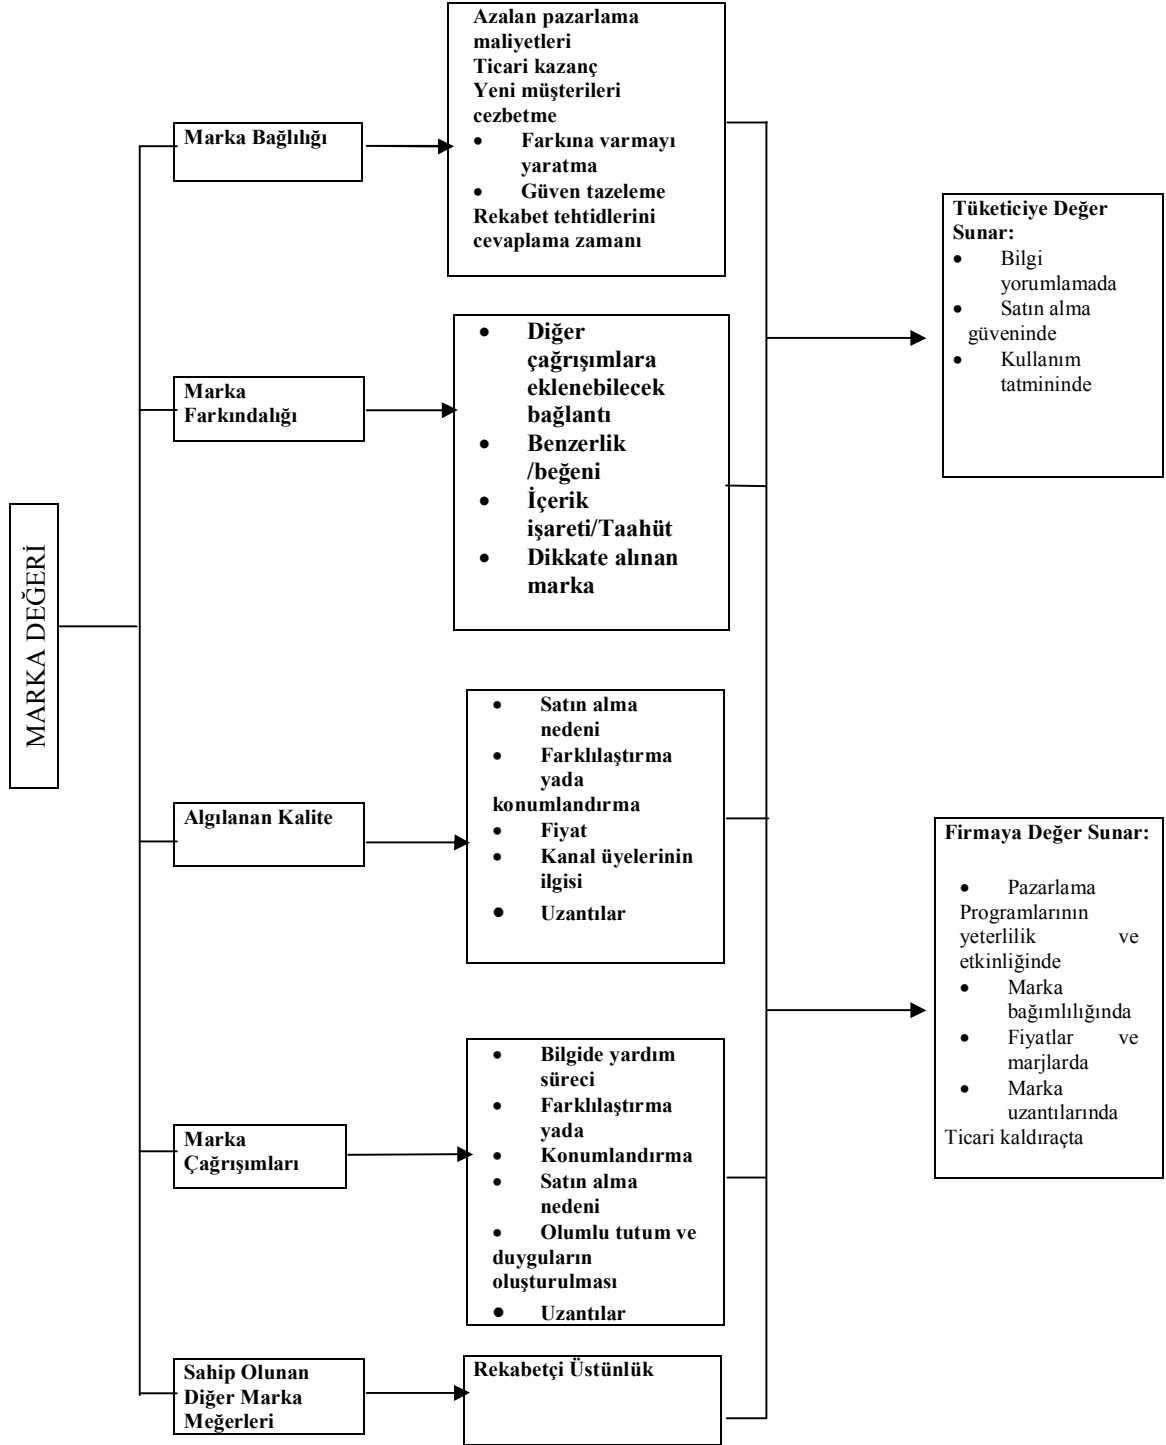 MARKA DEĞERİ
Marka Bağlılığı
Azalan pazarlama
maliyetleri
Ticari kazanç
Yeni müşterileri
cezbetme
• Farkına varmayı
yaratma
• Güven tazeleme
Rekabet tehtidlerini
cevaplama zamanı
Marka
Farkındalığı
• Diğer
çağrışımlara
eklenebilecek
bağlantı
• Benzerlik
/beğeni
• İçerik
işareti/Taahüt
• Dikkate alınan
marka
Algılanan Kalite
• Satın alma
nedeni
• Farklılaştırma
yada
konumlandırma
• Fiyat
• Kanal üyelerinin
ilgisi
• Uzantılar
Marka
Çağrışımları
• Bilgide yardım
süreci
• Farklılaştırma
yada
• Konumlandırma
• Satın alma
nedeni
• Olumlu tutum ve
duyguların
oluşturulması
• Uzantılar
Sahip Olunan
Diğer Marka
Meğerleri
Rekabetçi Üstünlük
Tüketiciye Değer
Sunar:
• Bilgi
yorumlamada
• Satın alma
güveninde
• Kullanım
tatmininde
Firmaya Değer Sunar:
• Pazarlama
Programlarının
yeterlilik ve
etkinliğinde
• Marka
bağımlılığında
• Fiyatlar ve
marjlarda
• Marka
uzantılarında
Ticari kaldıraçta